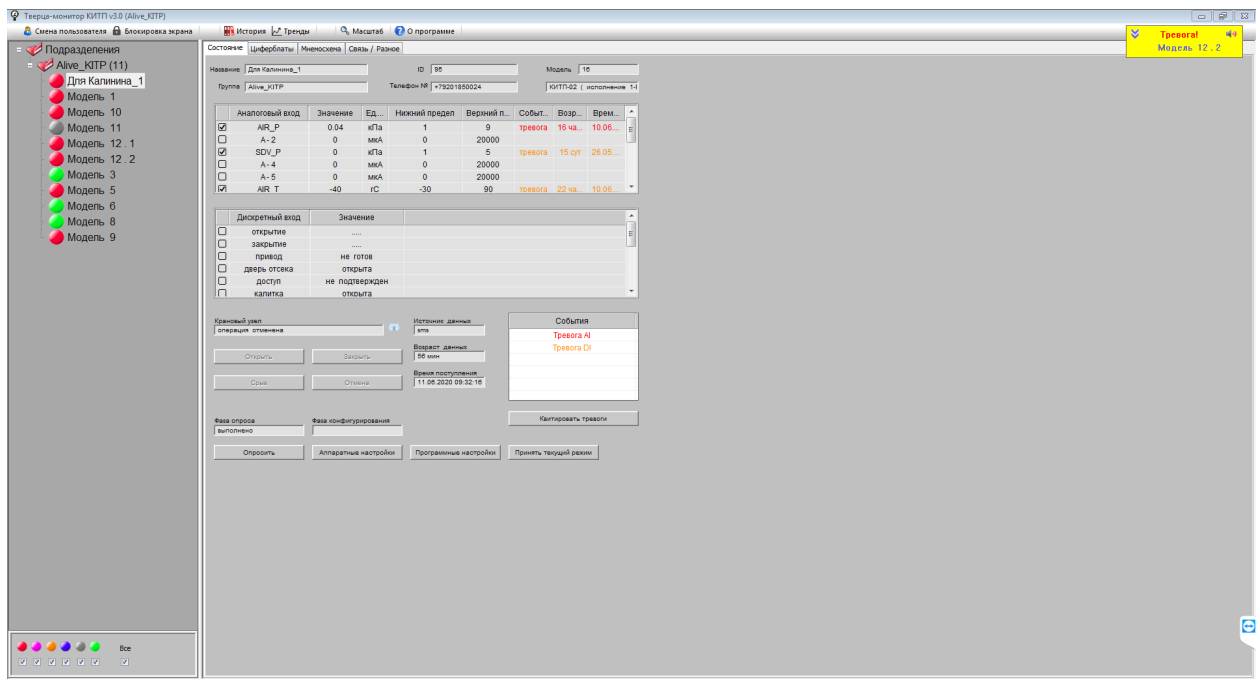 Тверца-монитор КИТП v3.0 (Alive_KITP)
Смена пользователя Блокировка экрана История Тренды Масштаб О программе
Тревога!
Модель 12.2
Подразделения
Alive_KITP (11)
Для Калинина_1
Модель 1
Модель 10
Модель 11
Модель 12.1
Модель 12.2
Модель 3
Модель 5
Модель 6
Модель 8
Модель 9
Все
Состояние Циферблаты Мнемосхема Связь / Разное
Название Для Калинина_1 ID 96 Модель 16
Группа Alive_KITP Телефон № +79201850024 КИТП-02 ( исполнение 1-
Аналоговый вход Значение Ед... Нижний предел Верхний п... Событ... Возр... Врем...
AIR_P 0.04 кПа 1 9 тревога 16 ча... 10.06...
A-2 0 мкА 0 20000
SDV_P 0 кПа 1 5 тревога 15 сут 26.05...
A-4 0 мкА 0 20000
A-5 0 мкА 0 20000
AIR_T -40 гС -30 90 тревога 22 ча... 10.06...
Дискретный вход Значение
открытие .....
закрытие .....
привод не готов
дверь отсека открыта
доступ не подтвержден
калитка открыта
Крановый узел Источник данных
операция отменена sms
Возраст данных
Открыть Закрыть 56 мин
Время поступления
Срыв Отмена 11.06.2020 09:32:16
События
Тревога AI
Тревога DI
Квитировать тревоги
Фаза опроса Фаза конфигурирования
выполнено
Опросить Аппаратные настройки Программные настройки Принять текущий режим